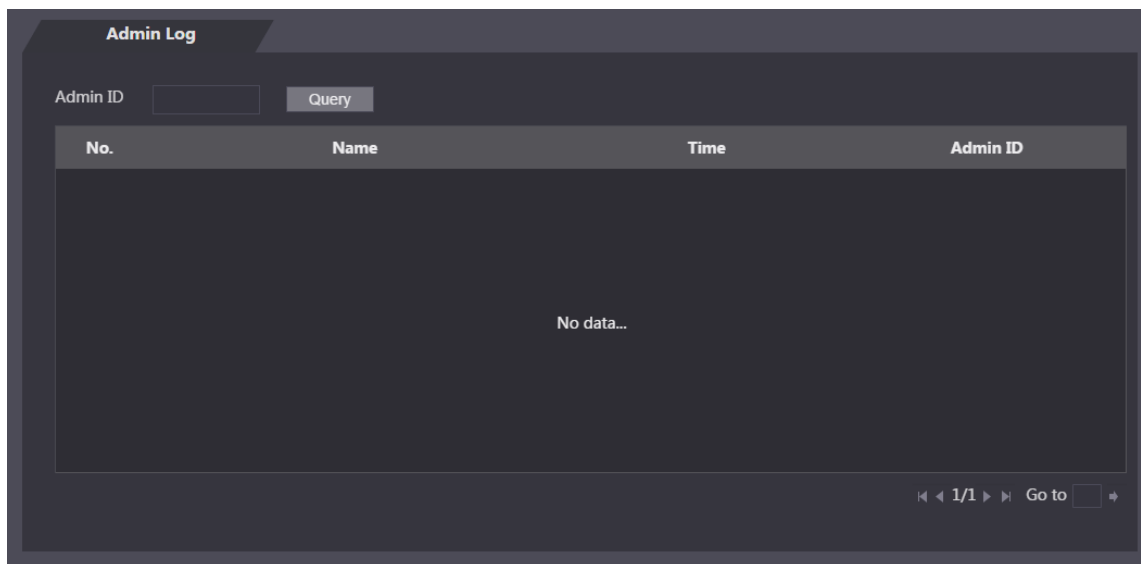 Admin Log
Admin ID Query
No. Name Time Admin ID
No data...
1/1 Go to